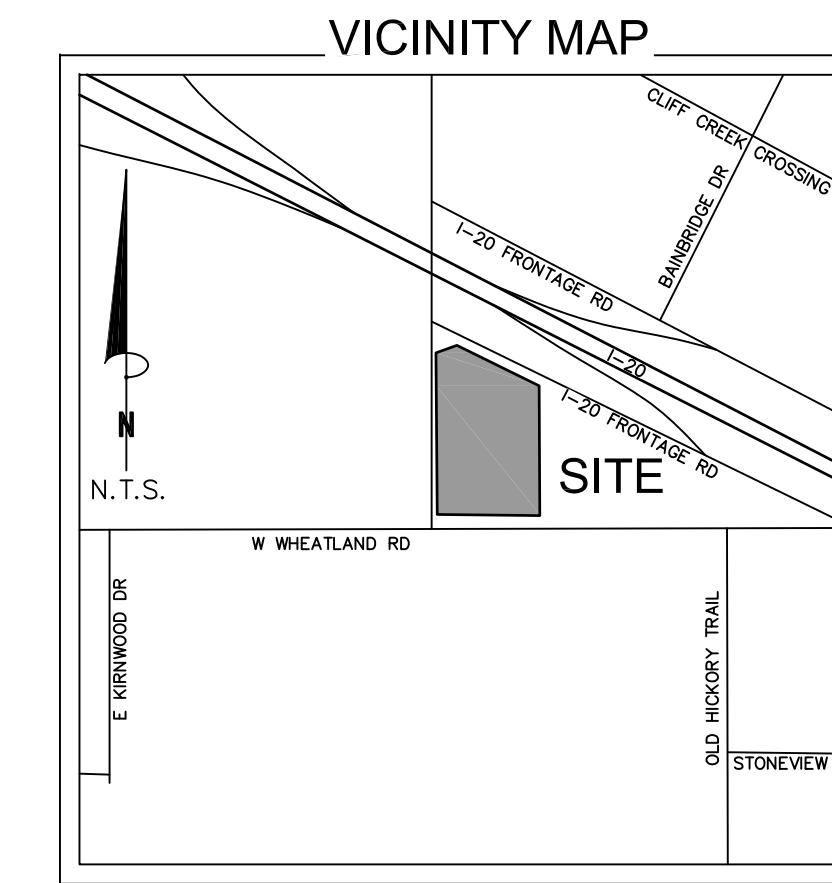 VICINITY MAP
CLIFF CREEK CROSSING
BAINBRIDGE DR
I-20 FRONTAGE RD
I-20
I-20 FRONTAGE RD
N
N.T.S.
SITE
W WHEATLAND RD
E KIRNWOOD DR
OLD HICKORY TRAIL
STONEVIEW